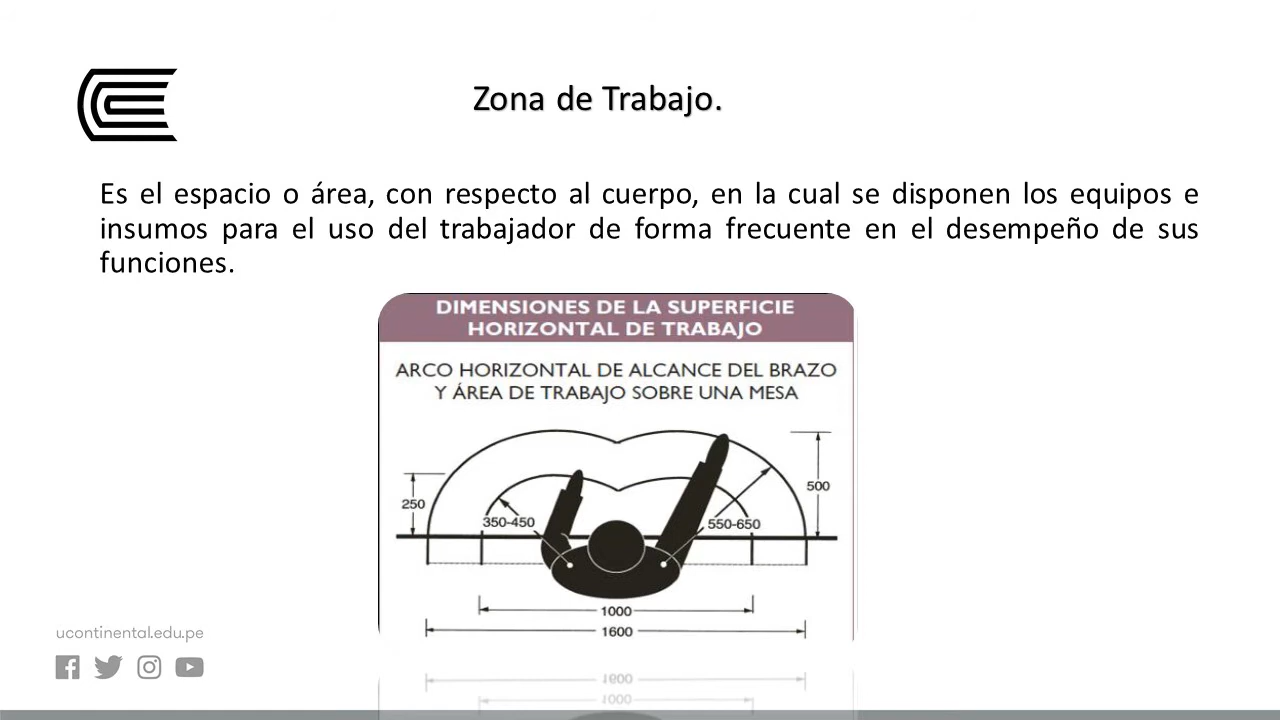 Zona de Trabajo.
Es el espacio o área, con respecto al cuerpo, en la cual se disponen los equipos e
insumos para el uso del trabajador de forma frecuente en el desempeño de sus
funciones.
DIMENSIONES DE LA SUPERFICIE
HORIZONTAL DE TRABAJO
ARCO HORIZONTAL DE ALCANCE DEL BRAZO
Y ÁREA DE TRABAJO SOBRE UNA MESA
250
350-450
550-650
500
1000
1600
ucontinental.edu.pe
1600
1000